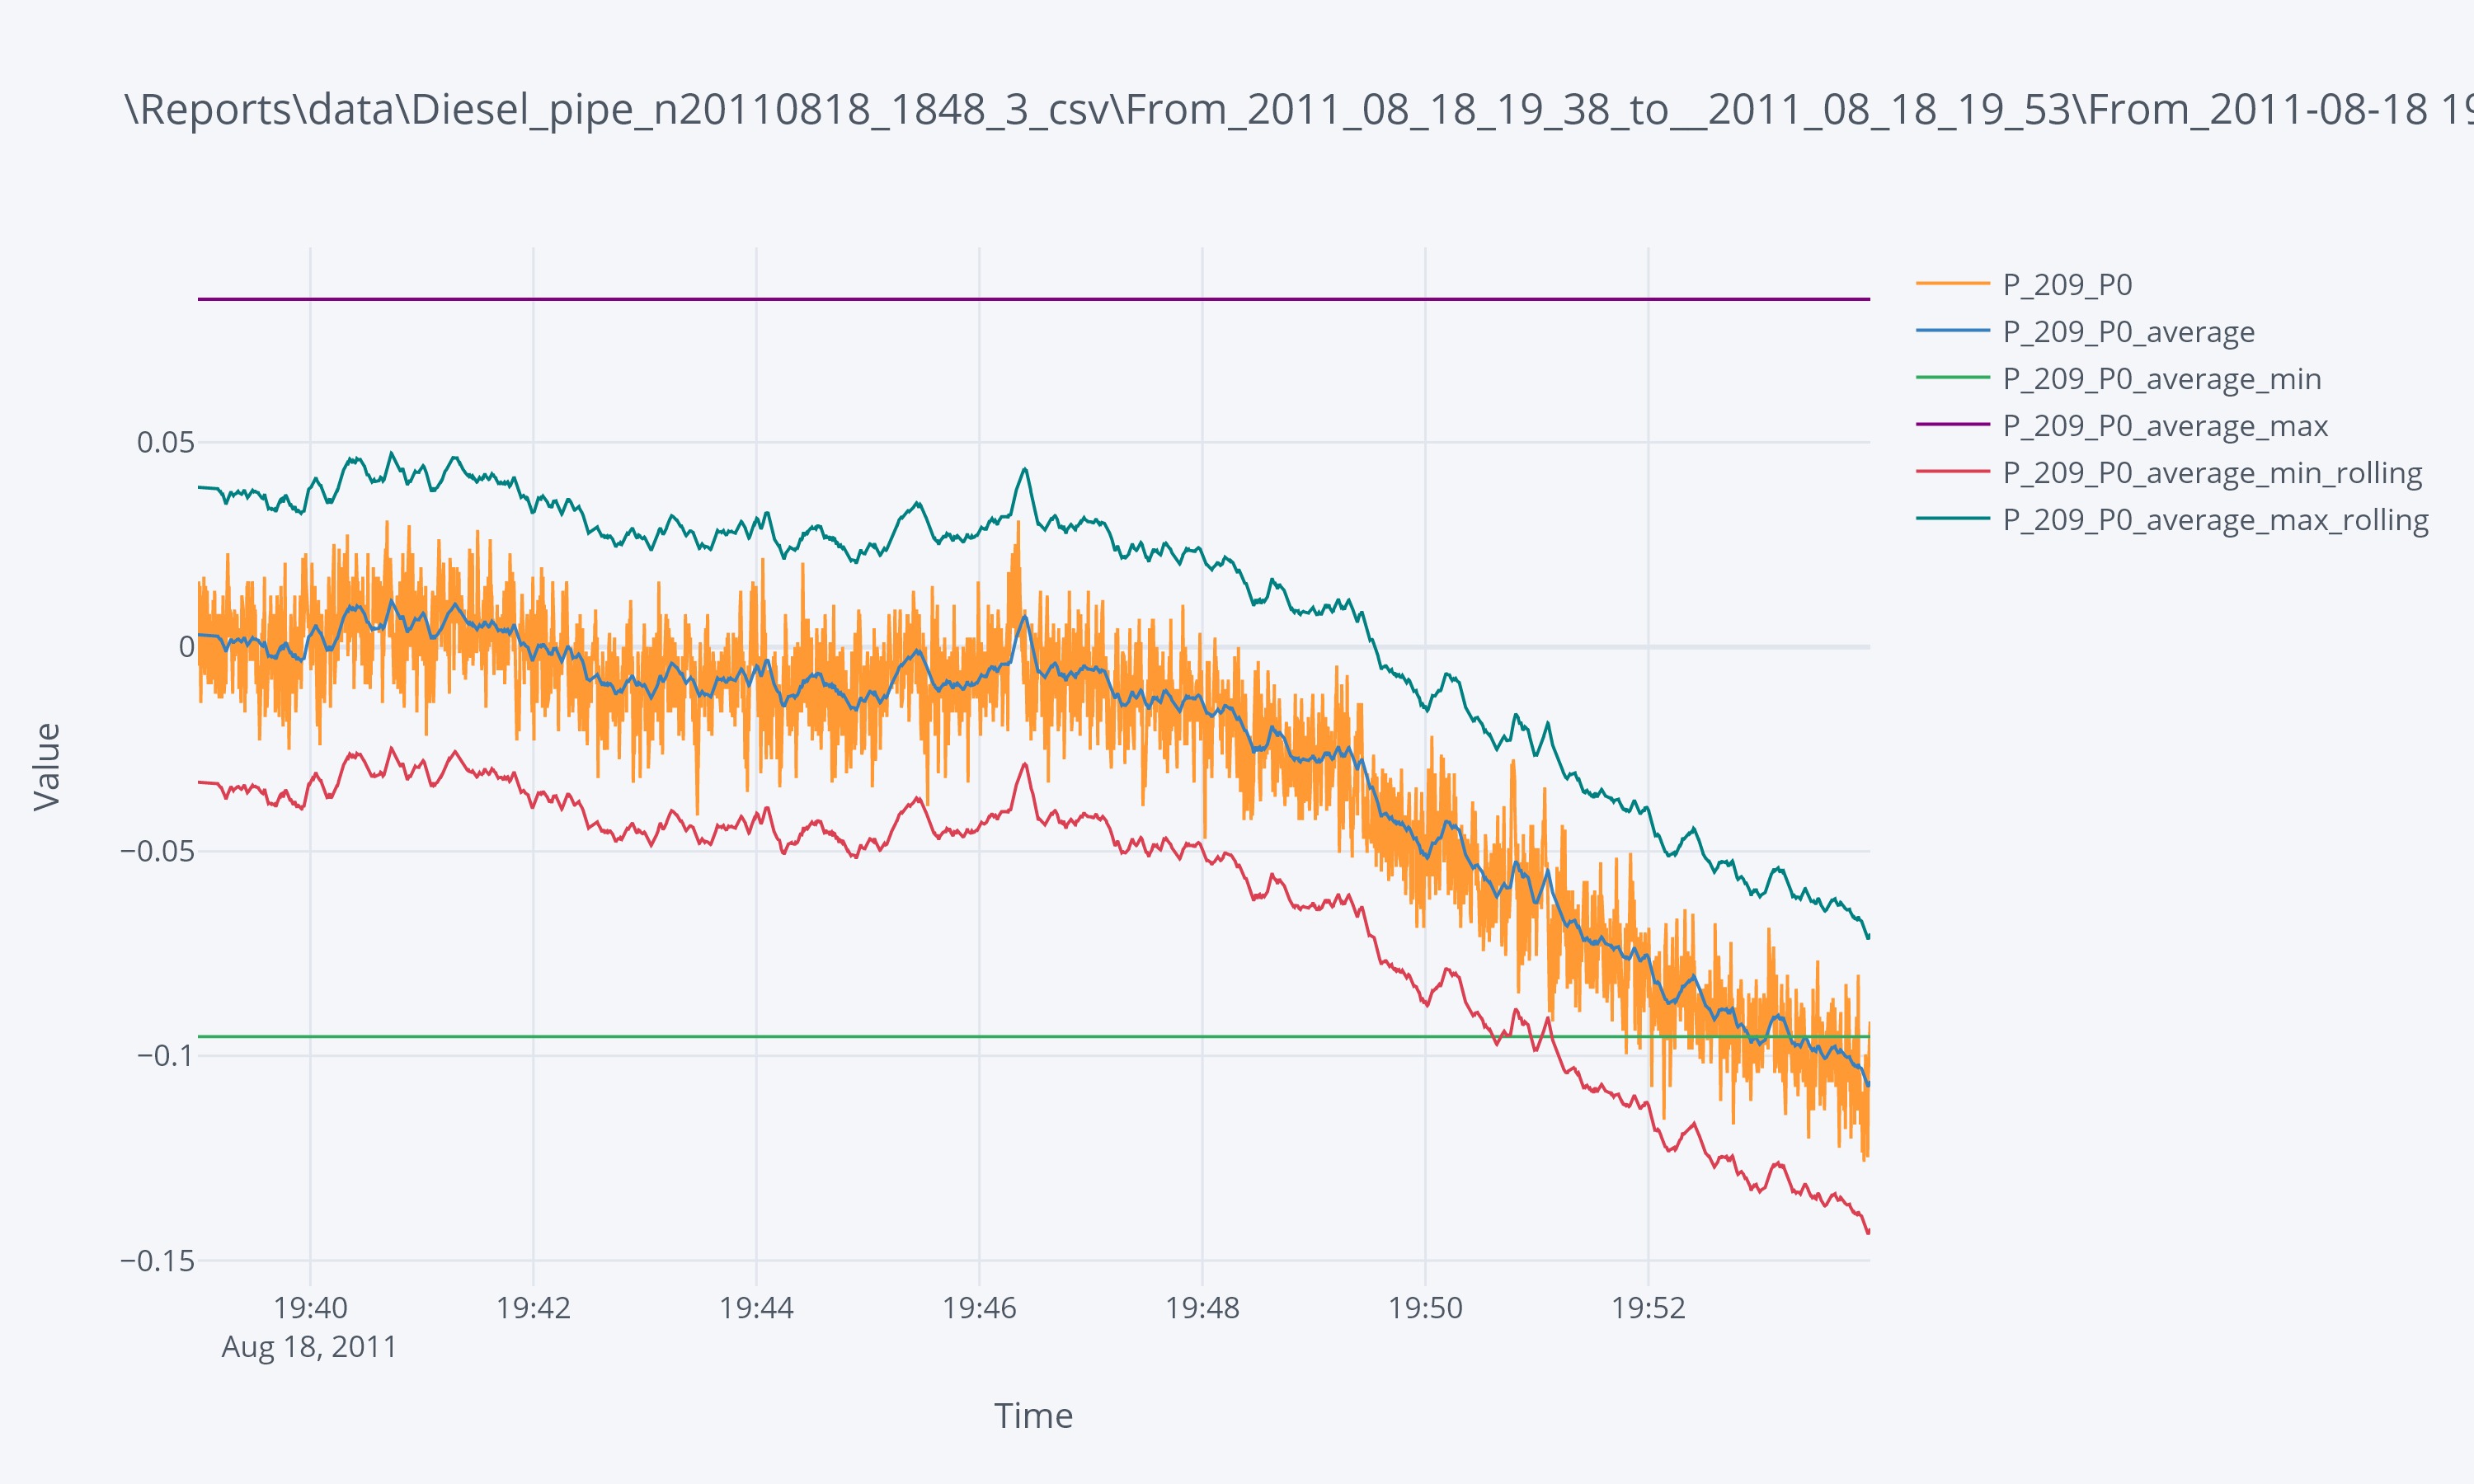 \Reports\data\Diesel_pipe_n20110818_1848_3_csv\From_2011_08_18_19_38_to__2011_08_18_19_53\From_2011-08-18 19
P_209_P0
P_209_P0_average
P_209_P0_average_min
P_209_P0_average_max
P_209_P0_average_min_rolling
P_209_P0_average_max_rolling
Value
0.05
0
−0.05
−0.1
−0.15
19:40
19:42
19:44
19:46
19:48
19:50
19:52
Aug 18, 2011
Time